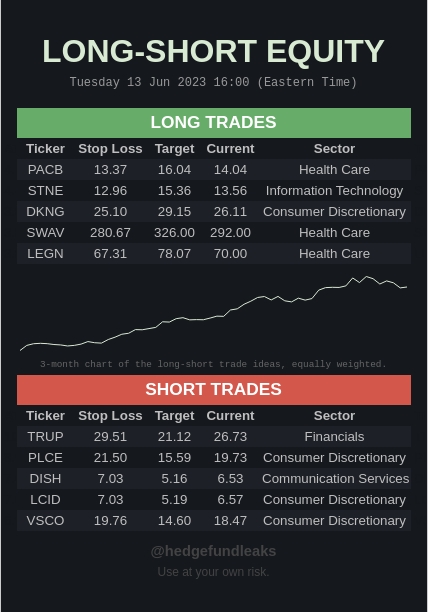 LONG-SHORT EQUITY
Tuesday 13 Jun 2023 16:00 (Eastern Time)
LONG TRADES
Ticker Stop Loss Target Current Sector
PACB 13.37 16.04 14.04 Health Care
STNE 12.96 15.36 13.56 Information Technology
DKNG 25.10 29.15 26.11 Consumer Discretionary
SWAV 280.67 326.00 292.00 Health Care
LEGN 67.31 78.07 70.00 Health Care
3-month chart of the long-short trade ideas, equally weighted.
SHORT TRADES
Ticker Stop Loss Target Current Sector
TRUP 29.51 21.12 26.73 Financials
PLCE 21.50 15.59 19.73 Consumer Discretionary
DISH 7.03 5.16 6.53 Communication Services
LCID 7.03 5.19 6.57 Consumer Discretionary
VSCO 19.76 14.60 18.47 Consumer Discretionary
@hedgefundleaks
Use at your own risk.